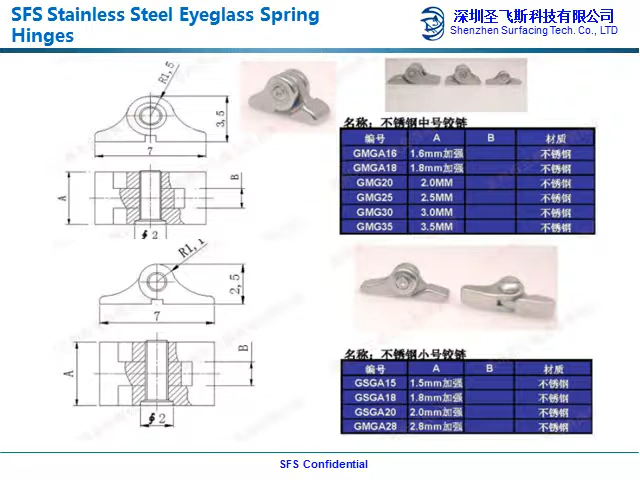 SFS Stainless Steel Eyeglass Spring
Hinges
深圳圣飞斯科技有限公司
Shenzhen Surfacing Tech. Co., LTD
R1,5
3,5
7
A
B
∮2
名称：不锈钢中号铰链
编号 A B 材质
GMGA16 1.6mm加强 不锈钢
GMGA18 1.8mm加强 不锈钢
GMG20 2.0MM 不锈钢
GMG25 2.5MM 不锈钢
GMG30 3.0MM 不锈钢
GMG35 3.5MM 不锈钢
R1,1
2,5
7
A
B
∮2
名称：不锈钢小号铰链
编号 A B 材质
GSGA15 1.5mm加强 不锈钢
GSGA18 1.8mm加强 不锈钢
GSGA20 2.0mm加强 不锈钢
GMGA28 2.8mm加强 不锈钢
SFS Confidential